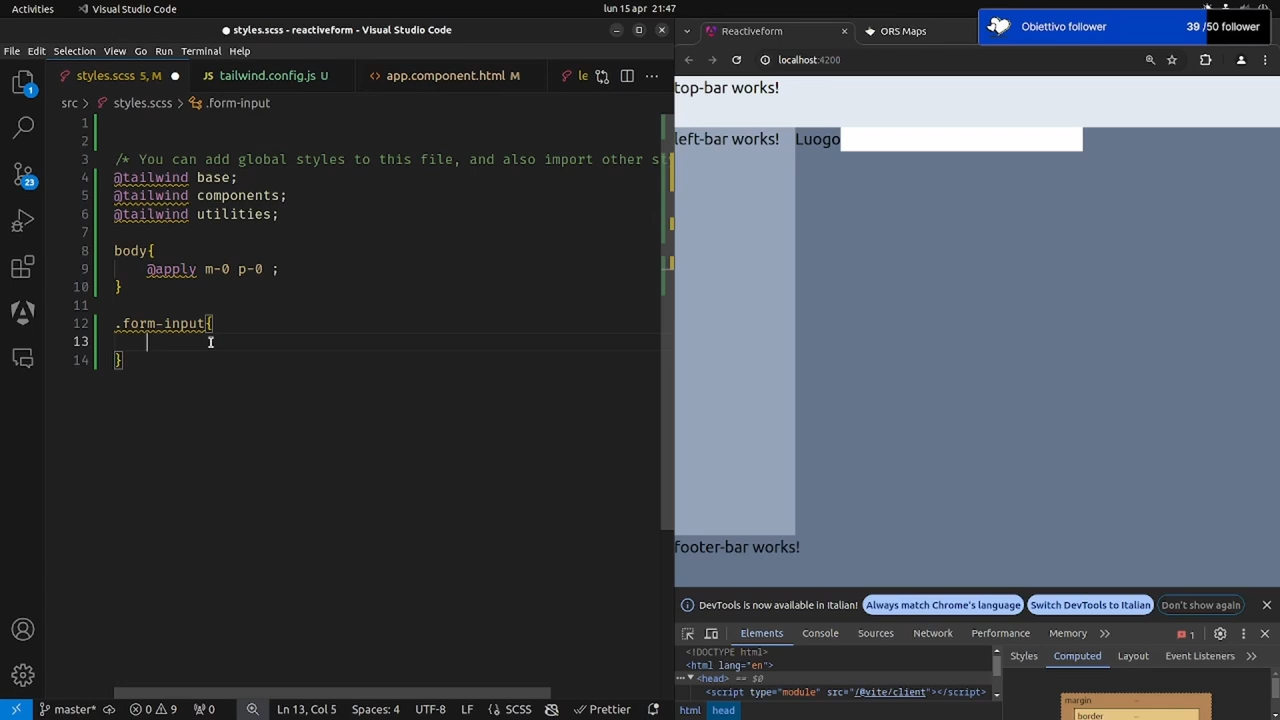 Activities
Visual Studio Code
lun 15 apr 21:47
Obiettivo follower
39 /50 follower
styles.scss - reactiveform - Visual Studio Code
File Edit Selection View Go Run Terminal Help
styles.scss 5, M
tailwind.config.js U
app.component.html M
le
src > styles.scss > .form-input
1
2
3 /* You can add global styles to this file, and also import other st
4 @tailwind base;
5 @tailwind components;
6 @tailwind utilities;
7
8 body{
9 @apply m-0 p-0 ;
10 }
11
12 .form-input{
13
14 }
1
23
master* 0 9 0
Ln 13, Col 5 Spaces: 4 UTF-8 LF {} SCSS Prettier
Reactiveform
ORS Maps
localhost:4200
top-bar works!
left-bar works!
Luogo
footer-bar works!
DevTools is now available in Italian!
Always match Chrome's language
Switch DevTools to Italian
Don't show again
Elements Console Sources Network Performance Memory
1
<!DOCTYPE html>
<html lang="en">
<head> == $0
<script type="module" src="/@vite/client"></script>
html head
Styles Computed Layout Event Listeners
margin
-
border